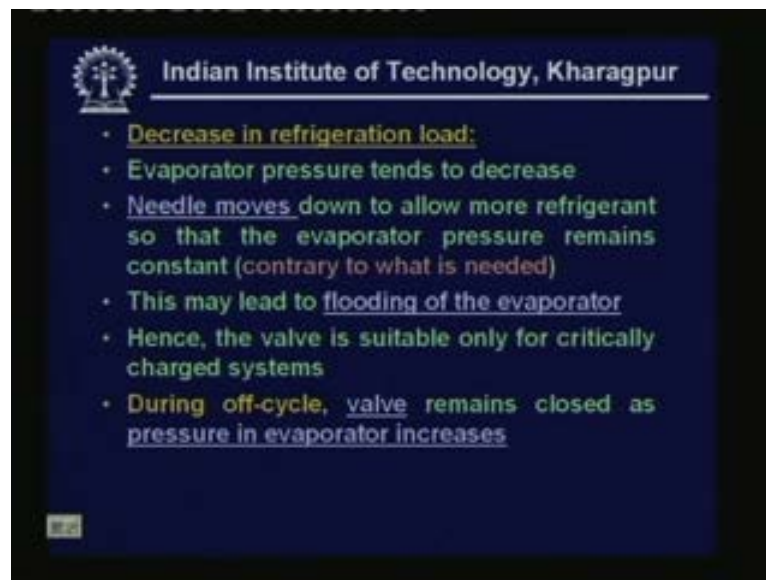 Indian Institute of Technology, Kharagpur
• Decrease in refrigeration load:
• Evaporator pressure tends to decrease
• Needle moves down to allow more refrigerant
so that the evaporator pressure remains
constant (contrary to what is needed)
• This may lead to flooding of the evaporator
• Hence, the valve is suitable only for critically
charged systems
• During off-cycle, valve remains closed as
pressure in evaporator increases